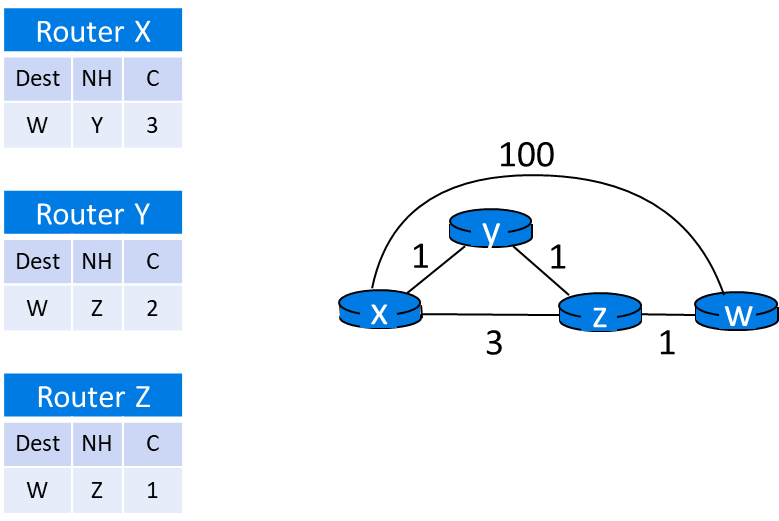 Router X
Dest NH C
W Y 3
Router Y
Dest NH C
W Z 2
Router Z
Dest NH C
W Z 1
100
y
1 1
x z w
3 1